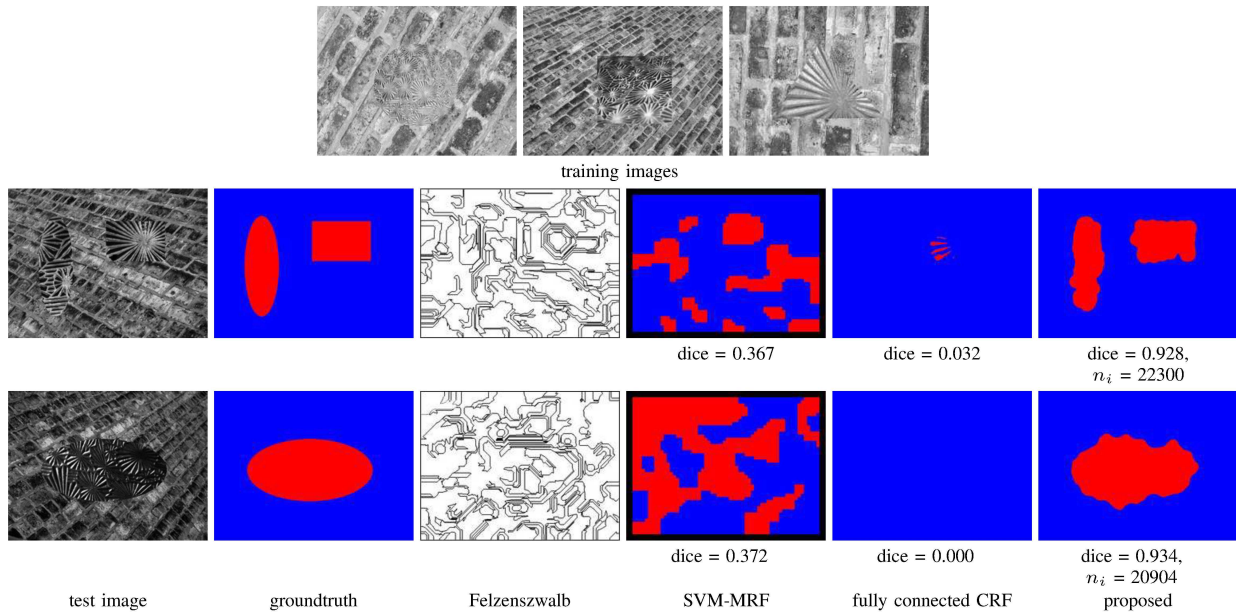 training images
dice = 0.367
dice = 0.032
dice = 0.928,
n_i = 22300
dice = 0.372
dice = 0.000
dice = 0.934,
n_i = 20904
test image
groundtruth
Felzenszwalb
SVM-MRF
fully connected CRF
proposed